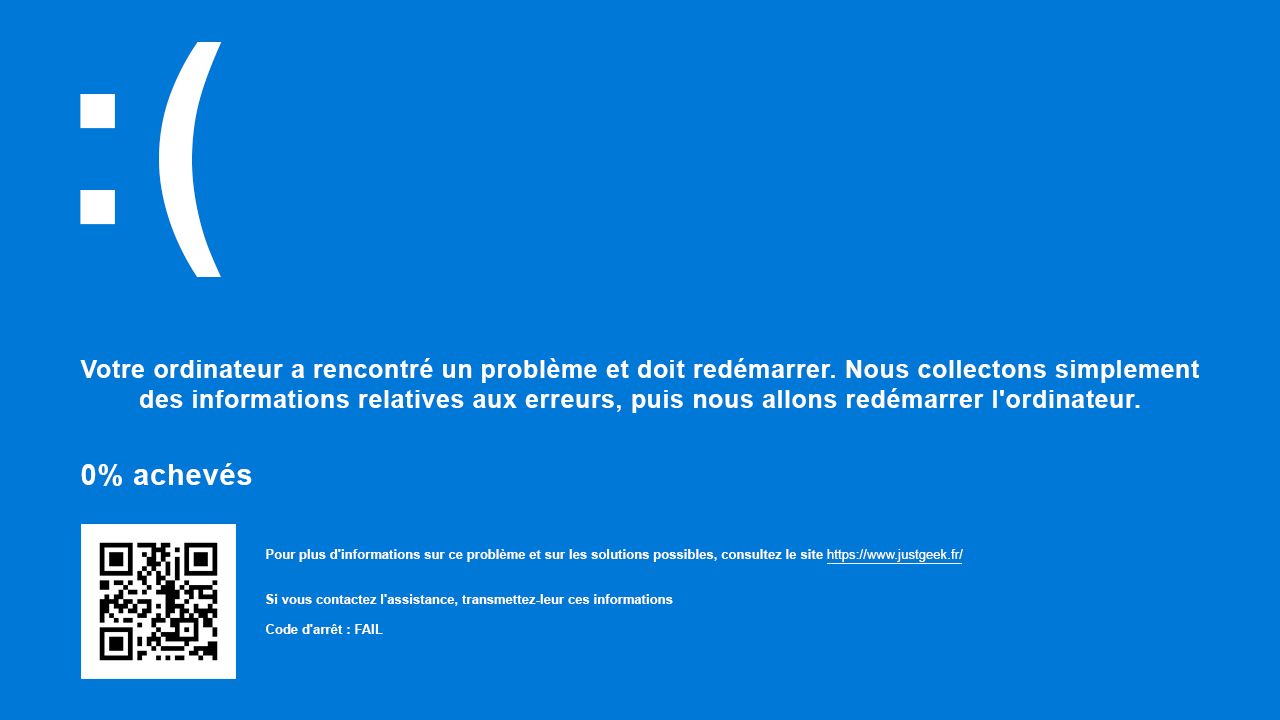 :(
Votre ordinateur a rencontré un problème et doit redémarrer. Nous collectons simplement
des informations relatives aux erreurs, puis nous allons redémarrer l'ordinateur.
0% achevés
Pour plus d'informations sur ce problème et sur les solutions possibles, consultez le site https://www.justgeek.fr/
Si vous contactez l'assistance, transmettez-leur ces informations
Code d'arrêt : FAIL